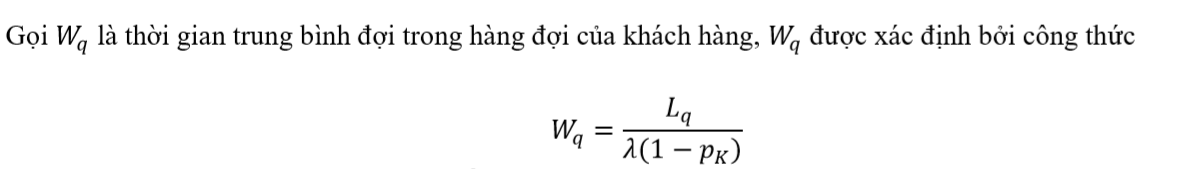 Gọi W_q là thời gian trung bình đợi trong hàng đợi của khách hàng, W_q được xác định bởi công thức
W_q = \frac{L_q}{λ(1 − p_K)}